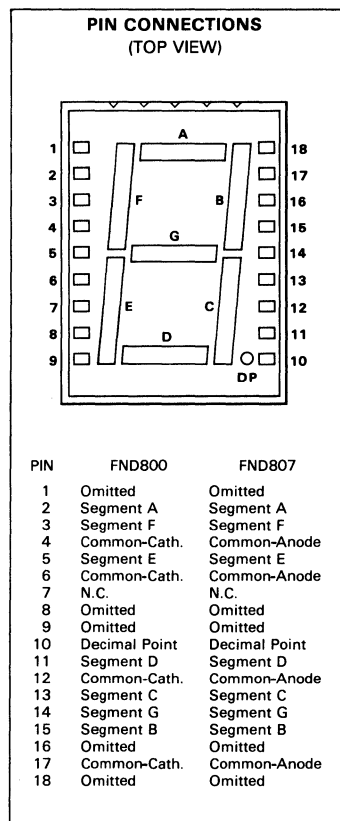 PIN CONNECTIONS
(TOP VIEW)
A
1 18
2 17
3 F B 16
4 15
G
5 14
6 13
7 E C 12
8 11
D
9 10
DP
PIN FND800 FND807
1 Omitted Omitted
2 Segment A Segment A
3 Segment F Segment F
4 Common-Cath. Common-Anode
5 Segment E Segment E
6 Common-Cath. Common-Anode
7 N.C. N.C.
8 Omitted Omitted
9 Omitted Omitted
10 Decimal Point Decimal Point
11 Segment D Segment D
12 Common-Cath. Common-Anode
13 Segment C Segment C
14 Segment G Segment G
15 Segment B Segment B
16 Omitted Omitted
17 Common-Cath. Common-Anode
18 Omitted Omitted